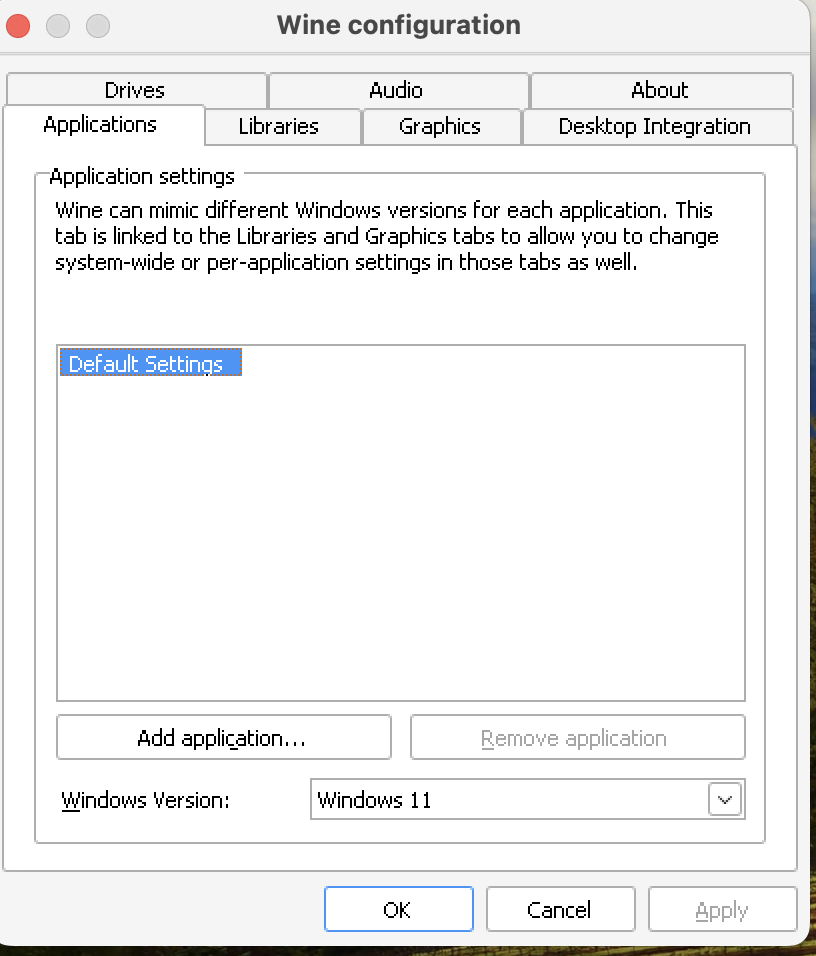 Wine configuration
Drives
Audio
About
Applications
Libraries
Graphics
Desktop Integration
Application settings
Wine can mimic different Windows versions for each application. This
tab is linked to the Libraries and Graphics tabs to allow you to change
system-wide or per-application settings in those tabs as well.
Default Settings
Add application...
Remove application
Windows Version:
Windows 11
OK
Cancel
Apply